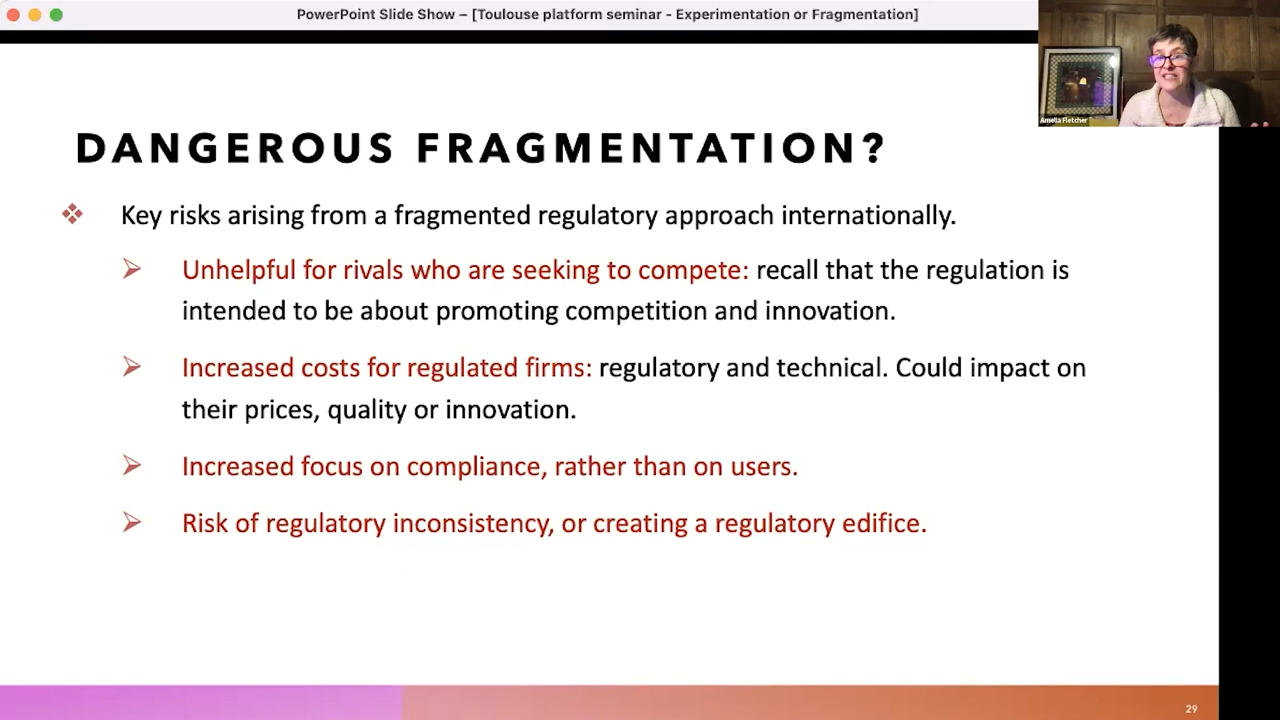 PowerPoint Slide Show – [Toulouse platform seminar - Experimentation or Fragmentation]
Amelia Fletcher
DANGEROUS FRAGMENTATION?
Key risks arising from a fragmented regulatory approach internationally.
Unhelpful for rivals who are seeking to compete: recall that the regulation is
intended to be about promoting competition and innovation.
Increased costs for regulated firms: regulatory and technical. Could impact on
their prices, quality or innovation.
Increased focus on compliance, rather than on users.
Risk of regulatory inconsistency, or creating a regulatory edifice.
29